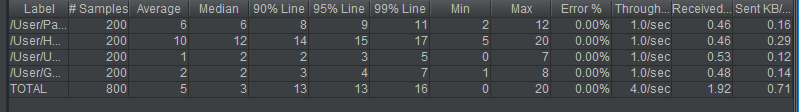 Label # Samples Average Median 90% Line 95% Line 99% Line Min Max Error % Through... Received... Sent KB/...
/User/Pa... 200 6 6 8 9 11 2 12 0.00% 1.0/sec 0.46 0.16
/User/H... 200 10 12 14 15 17 5 20 0.00% 1.0/sec 0.46 0.29
/User/U... 200 1 2 2 3 5 0 7 0.00% 1.0/sec 0.53 0.12
/User/G... 200 2 2 3 4 7 1 8 0.00% 1.0/sec 0.48 0.14
TOTAL 800 5 3 13 13 16 0 20 0.00% 4.0/sec 1.92 0.71